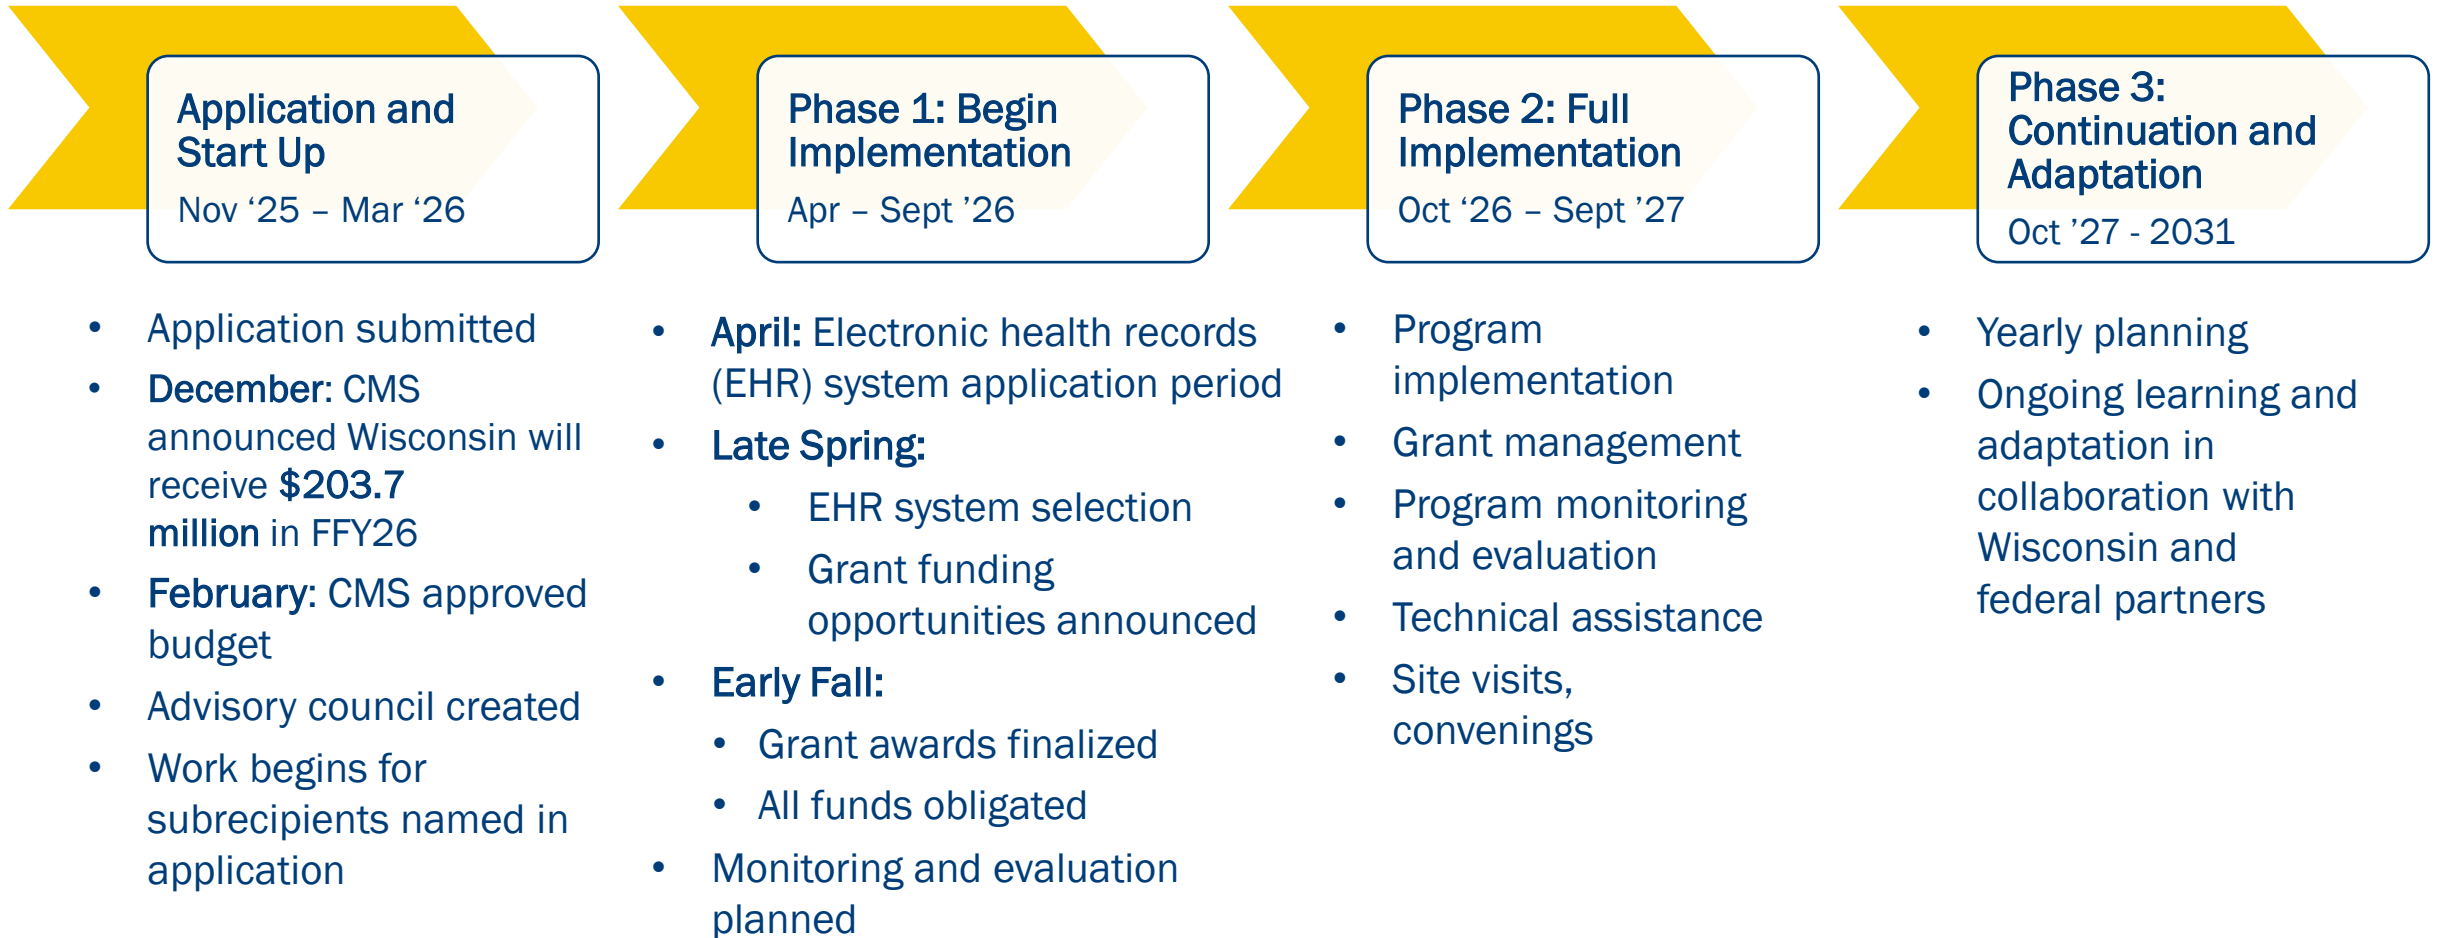 Application and
Start Up
Nov ‘25 – Mar ‘26
• Application submitted
• December: CMS
announced Wisconsin will
receive $203.7
million in FFY26
• February: CMS approved
budget
• Advisory council created
• Work begins for
subrecipients named in
application
Phase 1: Begin
Implementation
Apr – Sept ’26
• April: Electronic health records
(EHR) system application period
• Late Spring:
• EHR system selection
• Grant funding
opportunities announced
• Early Fall:
• Grant awards finalized
• All funds obligated
• Monitoring and evaluation
planned
Phase 2: Full
Implementation
Oct ‘26 – Sept ’27
• Program
implementation
• Grant management
• Program monitoring
and evaluation
• Technical assistance
• Site visits,
convenings
Phase 3:
Continuation and
Adaptation
Oct ’27 - 2031
• Yearly planning
• Ongoing learning and
adaptation in
collaboration with
Wisconsin and
federal partners